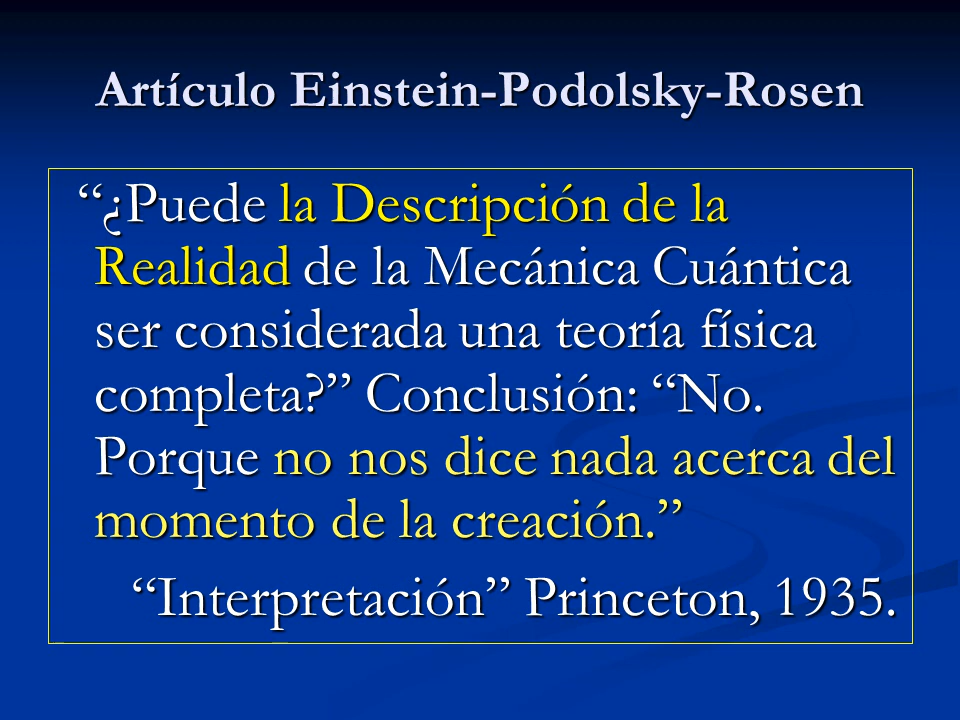 Artículo Einstein-Podolsky-Rosen
“¿Puede la Descripción de la
Realidad de la Mecánica Cuántica
ser considerada una teoría física
completa?” Conclusión: “No.
Porque no nos dice nada acerca del
momento de la creación.”
“Interpretación” Princeton, 1935.